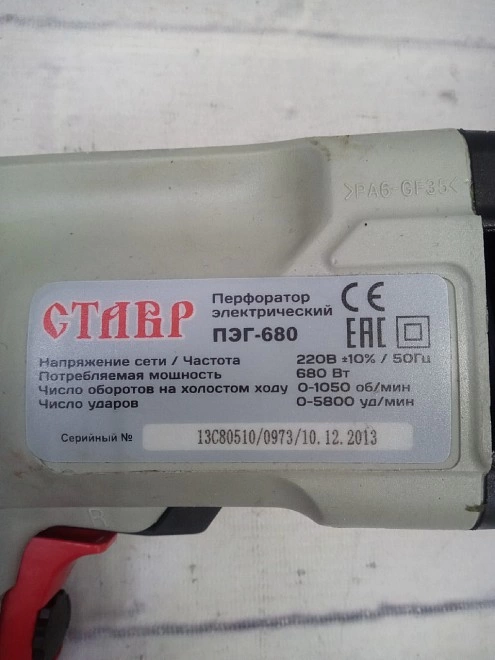 >PA6-GF35<
СТАВР
Перфоратор
электрический
ПЭГ-680
CE
EAC
Напряжение сети / Частота 220В ±10% / 50Гц
Потребляемая мощность 680 Вт
Число оборотов на холостом ходу 0-1050 об/мин
Число ударов 0-5800 уд/мин
Серийный № 13C80510/0973/10.12.2013
R